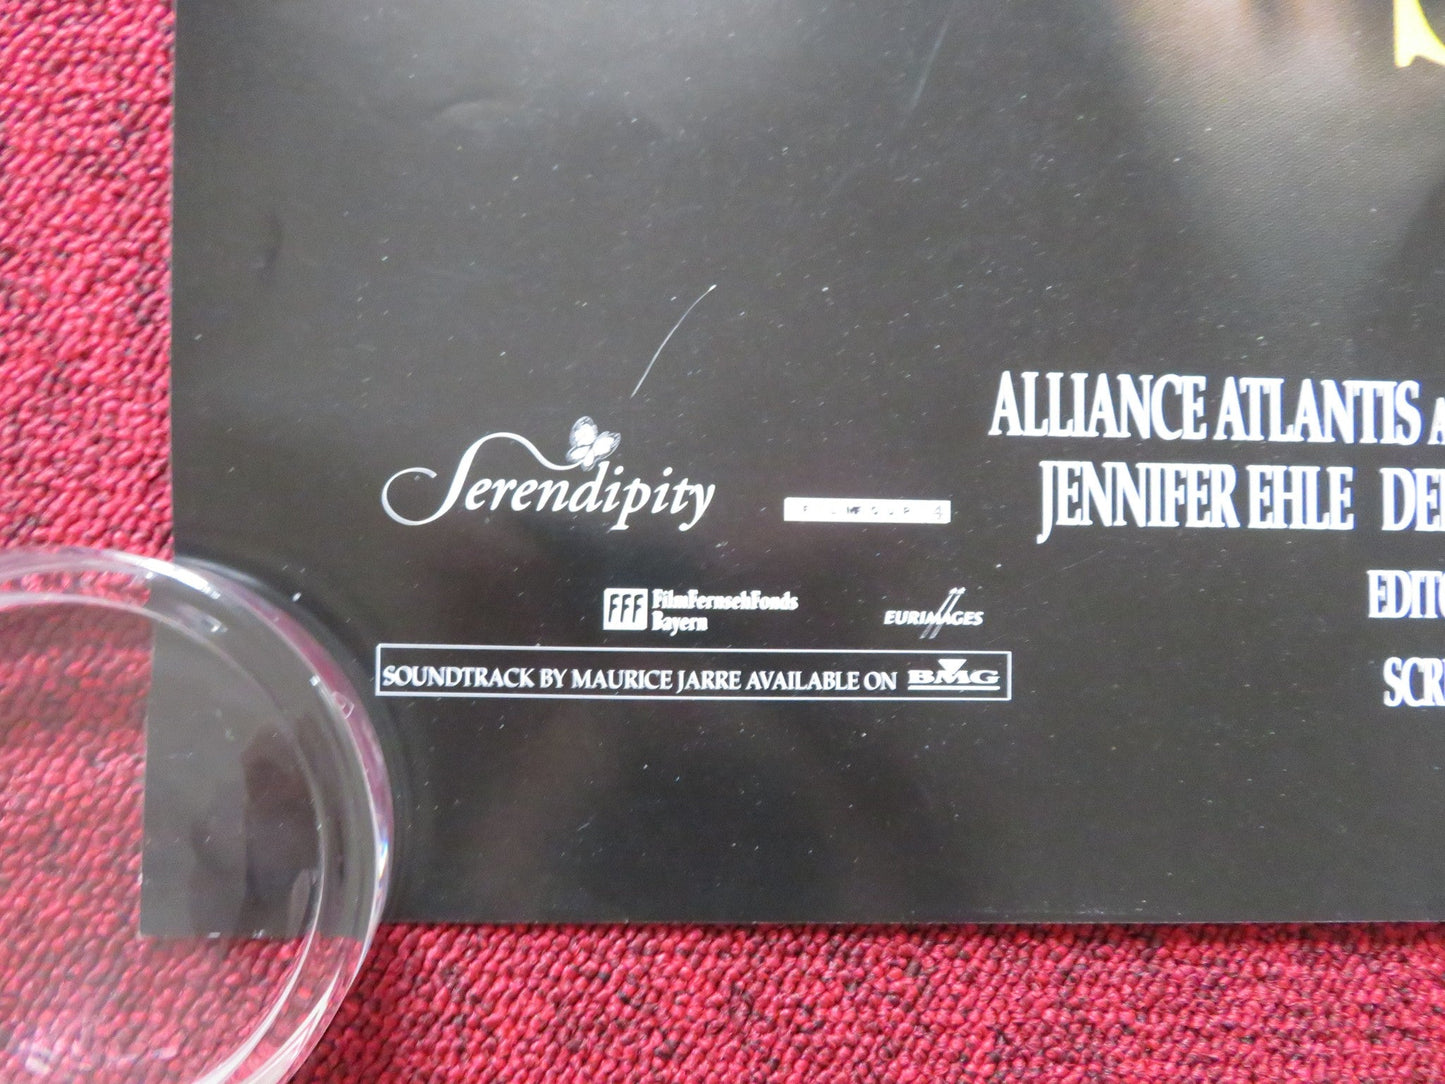 ALLIANCE ATLANTIS
Serendipity
JENNIFER EHLE
FFF FilmFernsehFonds
Bayern
EURIMAGES
SOUNDTRACK BY MAURICE JARRE AVAILABLE ON BMG